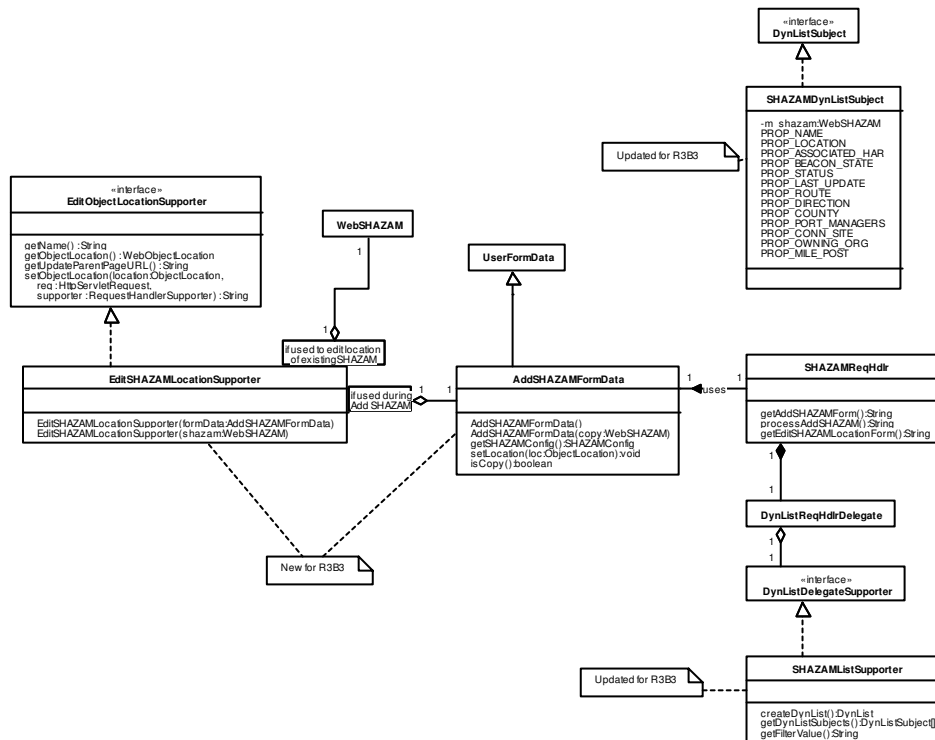 «interface»
DynListSubject
SHAZAMDynListSubject
-m_shazam:WebSHAZAM
PROP_NAME
PROP_LOCATION
PROP_ASSOCIATED_HAR
PROP_BEACON_STATE
PROP_STATUS
PROP_LAST_UPDATE
PROP_ROUTE
PROP_DIRECTION
PROP_COUNTY
PROP_PORT_MANAGERS
PROP_CONN_SITE
PROP_OWNING_ORG
PROP_MILE_POST
Updated for R3B3
«interface»
EditObjectLocationSupporter
getName() :String
getObjectLocation() :WebObjectLocation
getUpdateParentPageURL() :String
setObjectLocation(location:ObjectLocation,
req :HttpServletRequest,
supporter :RequestHandlerSupporter) :String
WebSHAZAM
1
1
if used to edit location
of existing SHAZAM
UserFormData
EditSHAZAMLocationSupporter
EditSHAZAMLocationSupporter(formData:AddSHAZAMFormData)
EditSHAZAMLocationSupporter(shazam:WebSHAZAM)
if used during
Add SHAZAM
1
1
AddSHAZAMFormData
AddSHAZAMFormData()
AddSHAZAMFormData(copy:WebSHAZAM)
getSHAZAMConfig():SHAZAMConfig
setLocation(loc:ObjectLocation):void
isCopy():boolean
1
uses
1
SHAZAMReqHdlr
getAddSHAZAMForm():String
processAddSHAZAM():String
getEditSHAZAMLocationForm():String
1
1
DynListReqHdlrDelegate
1
1
New for R3B3
«interface»
DynListDelegateSupporter
Updated for R3B3
SHAZAMListSupporter
createDynList():DynList
getDynListSubjects():DynListSubject[]
getFilterValue():String